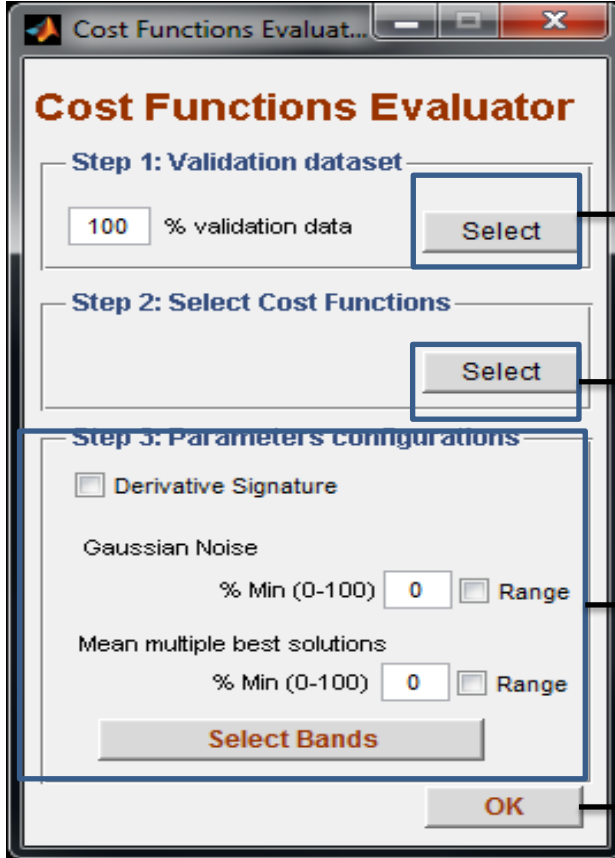 Cost Functions Evaluat...
Cost Functions Evaluator
Step 1: Validation dataset
100 % validation data Select
Step 2: Select Cost Functions
Select
Step 3: Parameters configurations
Derivative Signature
Gaussian Noise
% Min (0-100) 0 Range
Mean multiple best solutions
% Min (0-100) 0 Range
Select Bands
OK